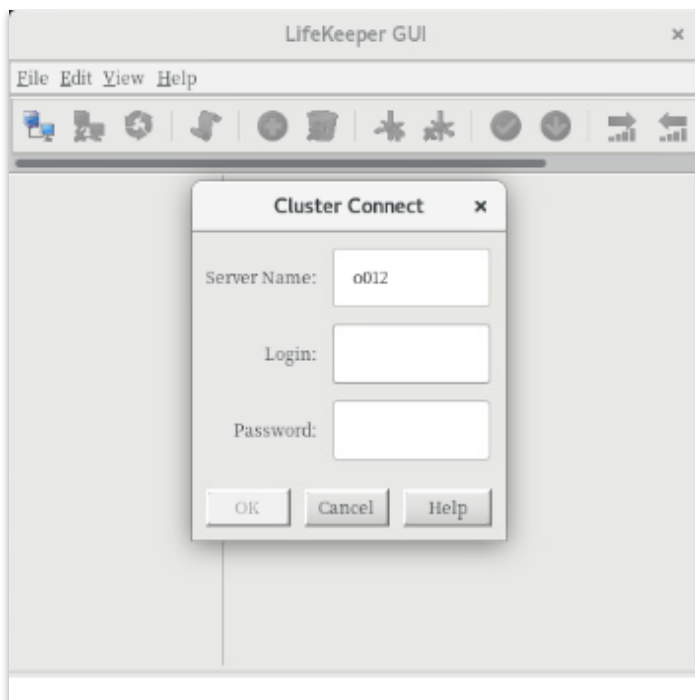 LifeKeeper GUI
File Edit View Help
Cluster Connect
Server Name: o012
Login:
Password:
OK Cancel Help